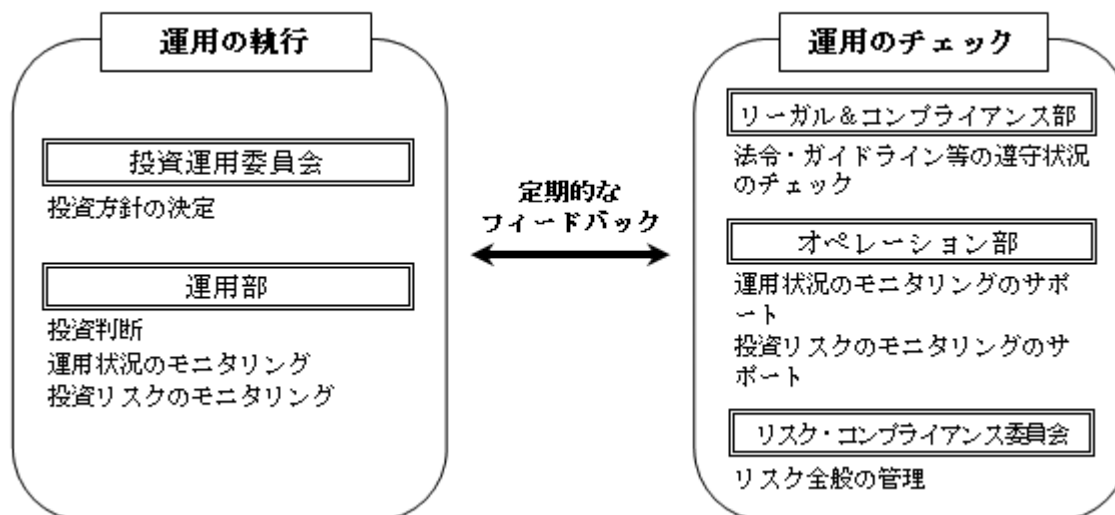 運用の執行
投資運用委員会
投資方針の決定
運用部
投資判断
運用状況のモニタリング
投資リスクのモニタリング
定期的な
フィードバック
運用のチェック
リーガル＆コンプライアンス部
法令・ガイドライン等の遵守状況
のチェック
オペレーション部
運用状況のモニタリングのサポ
ート
投資リスクのモニタリングのサ
ポート
リスク・コンプライアンス委員会
リスク全般の管理